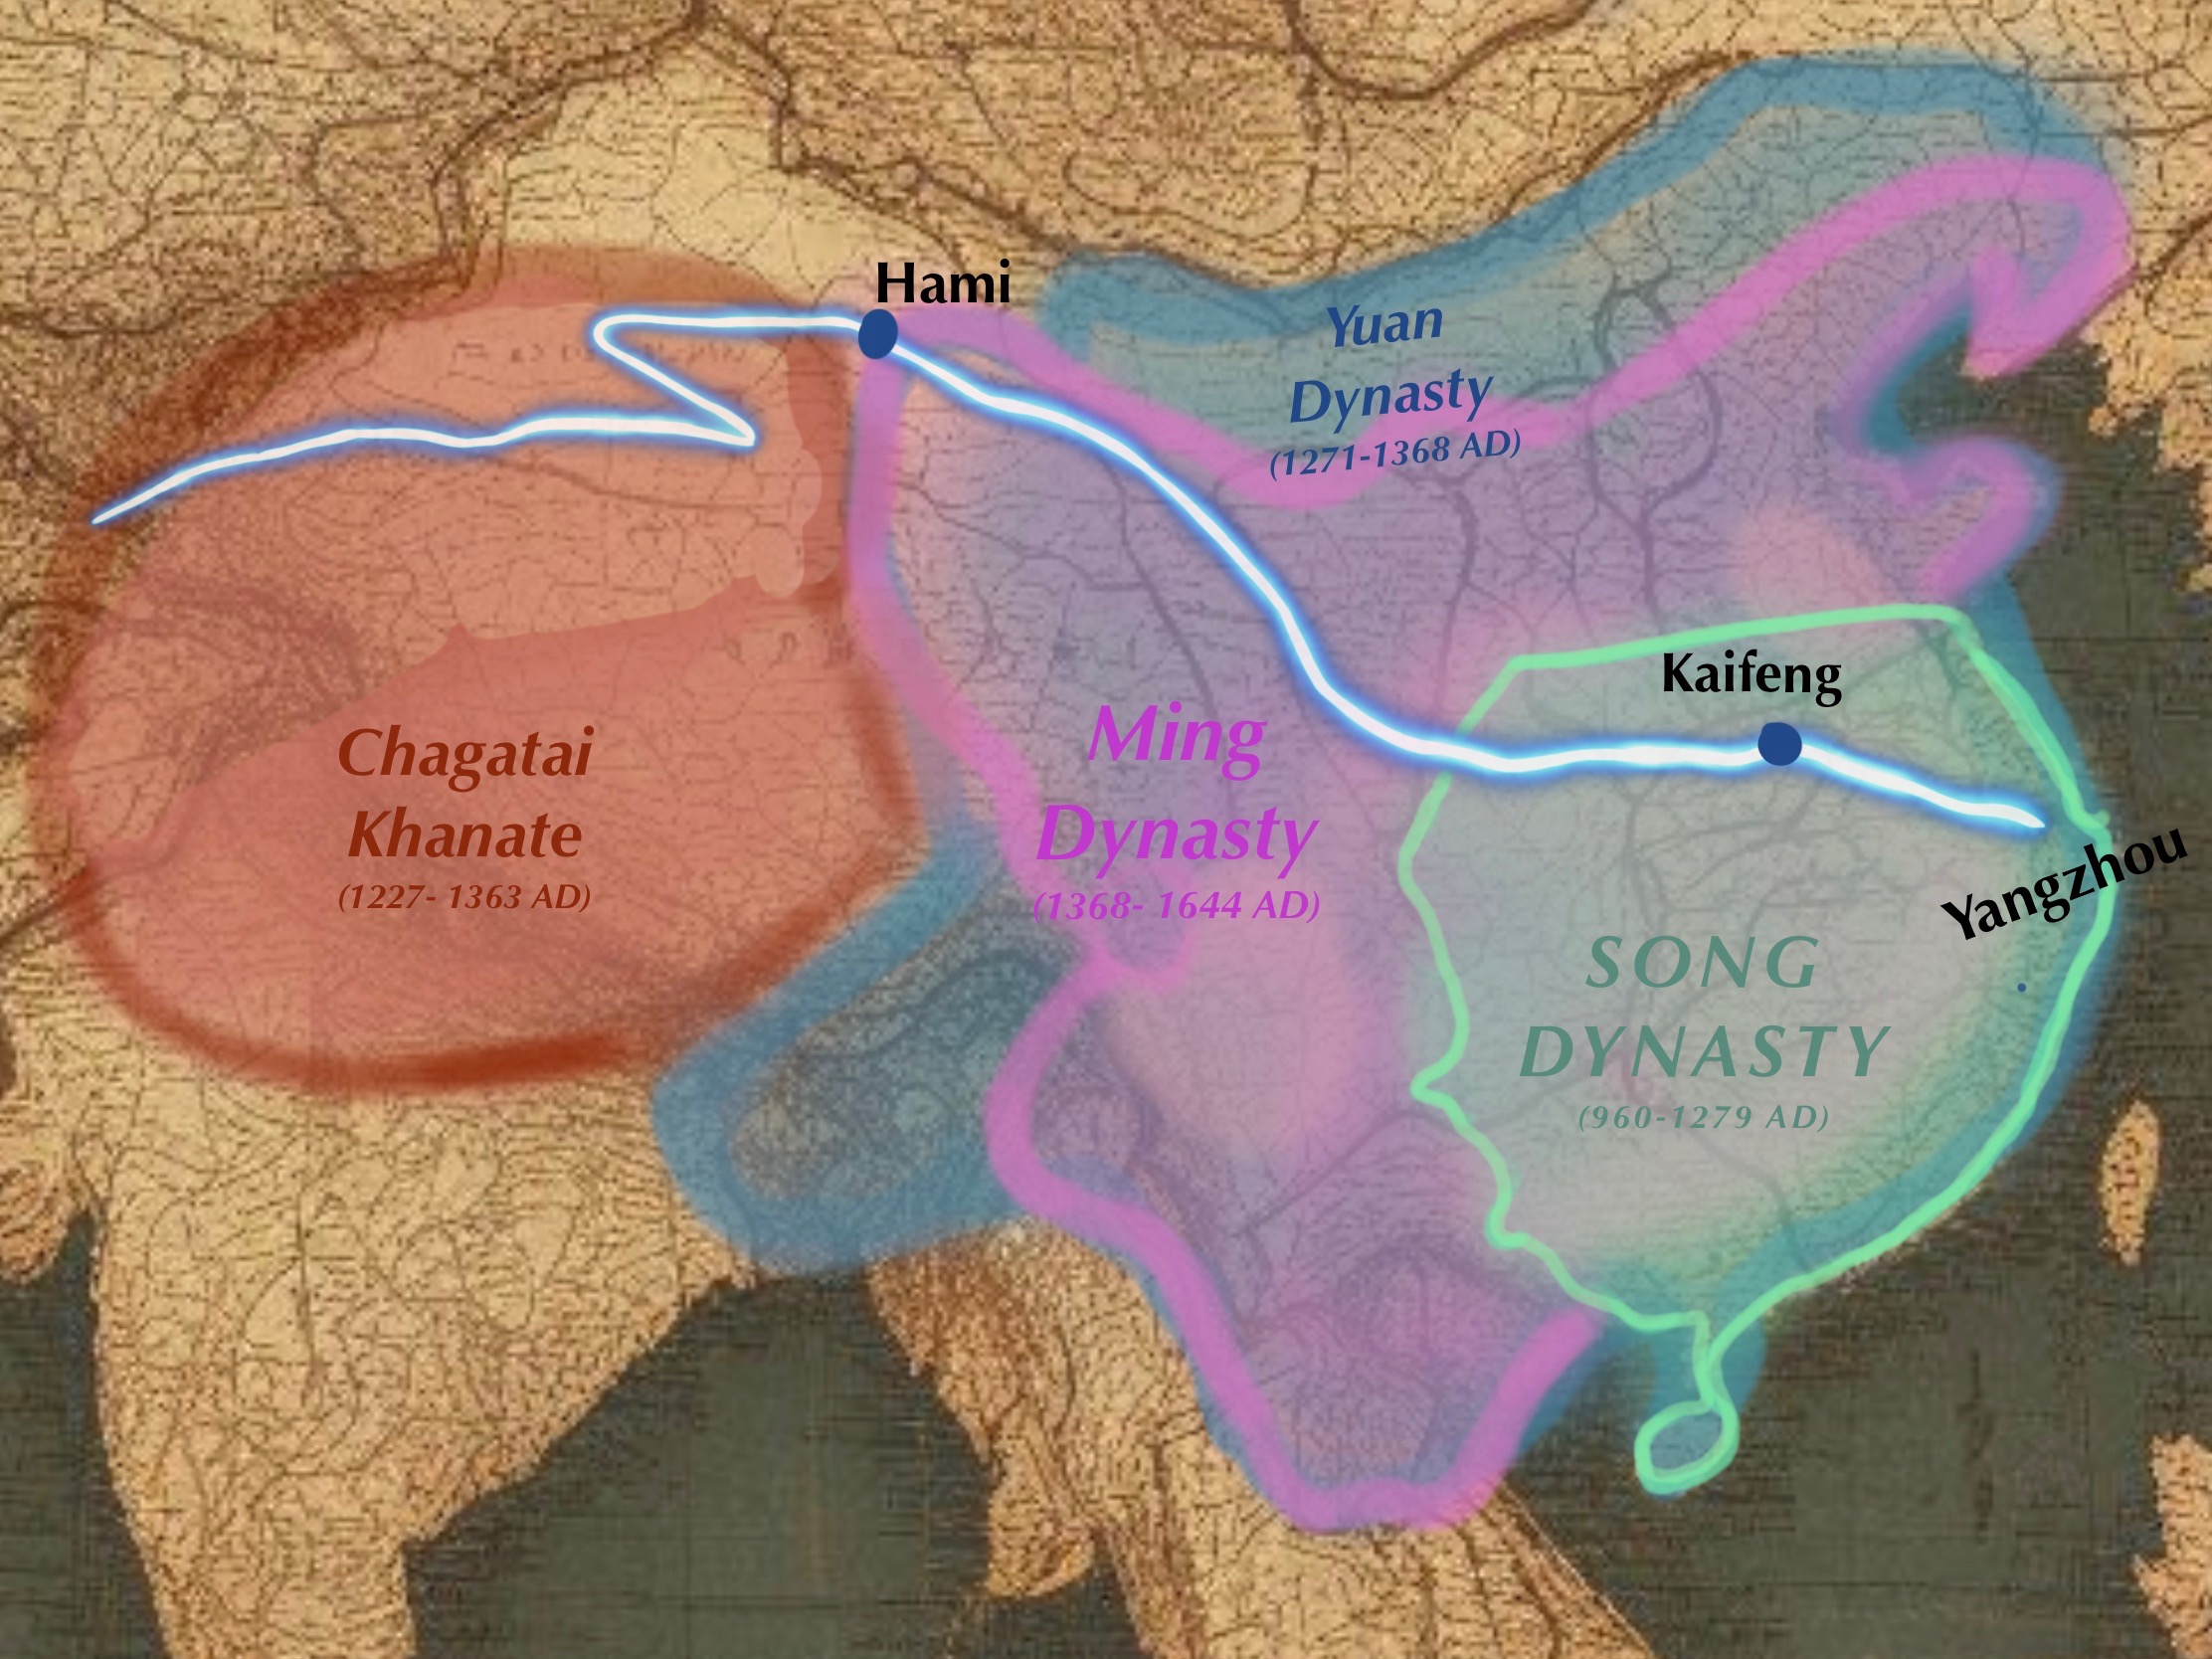 Hami
Yuan
Dynasty
(1271-1368 AD)
Kaifeng
Chagatai
Khanate
(1227- 1363 AD)
Ming
Dynasty
(1368- 1644 AD)
Yangzhou
SONG
DYNASTY
(960-1279 AD)